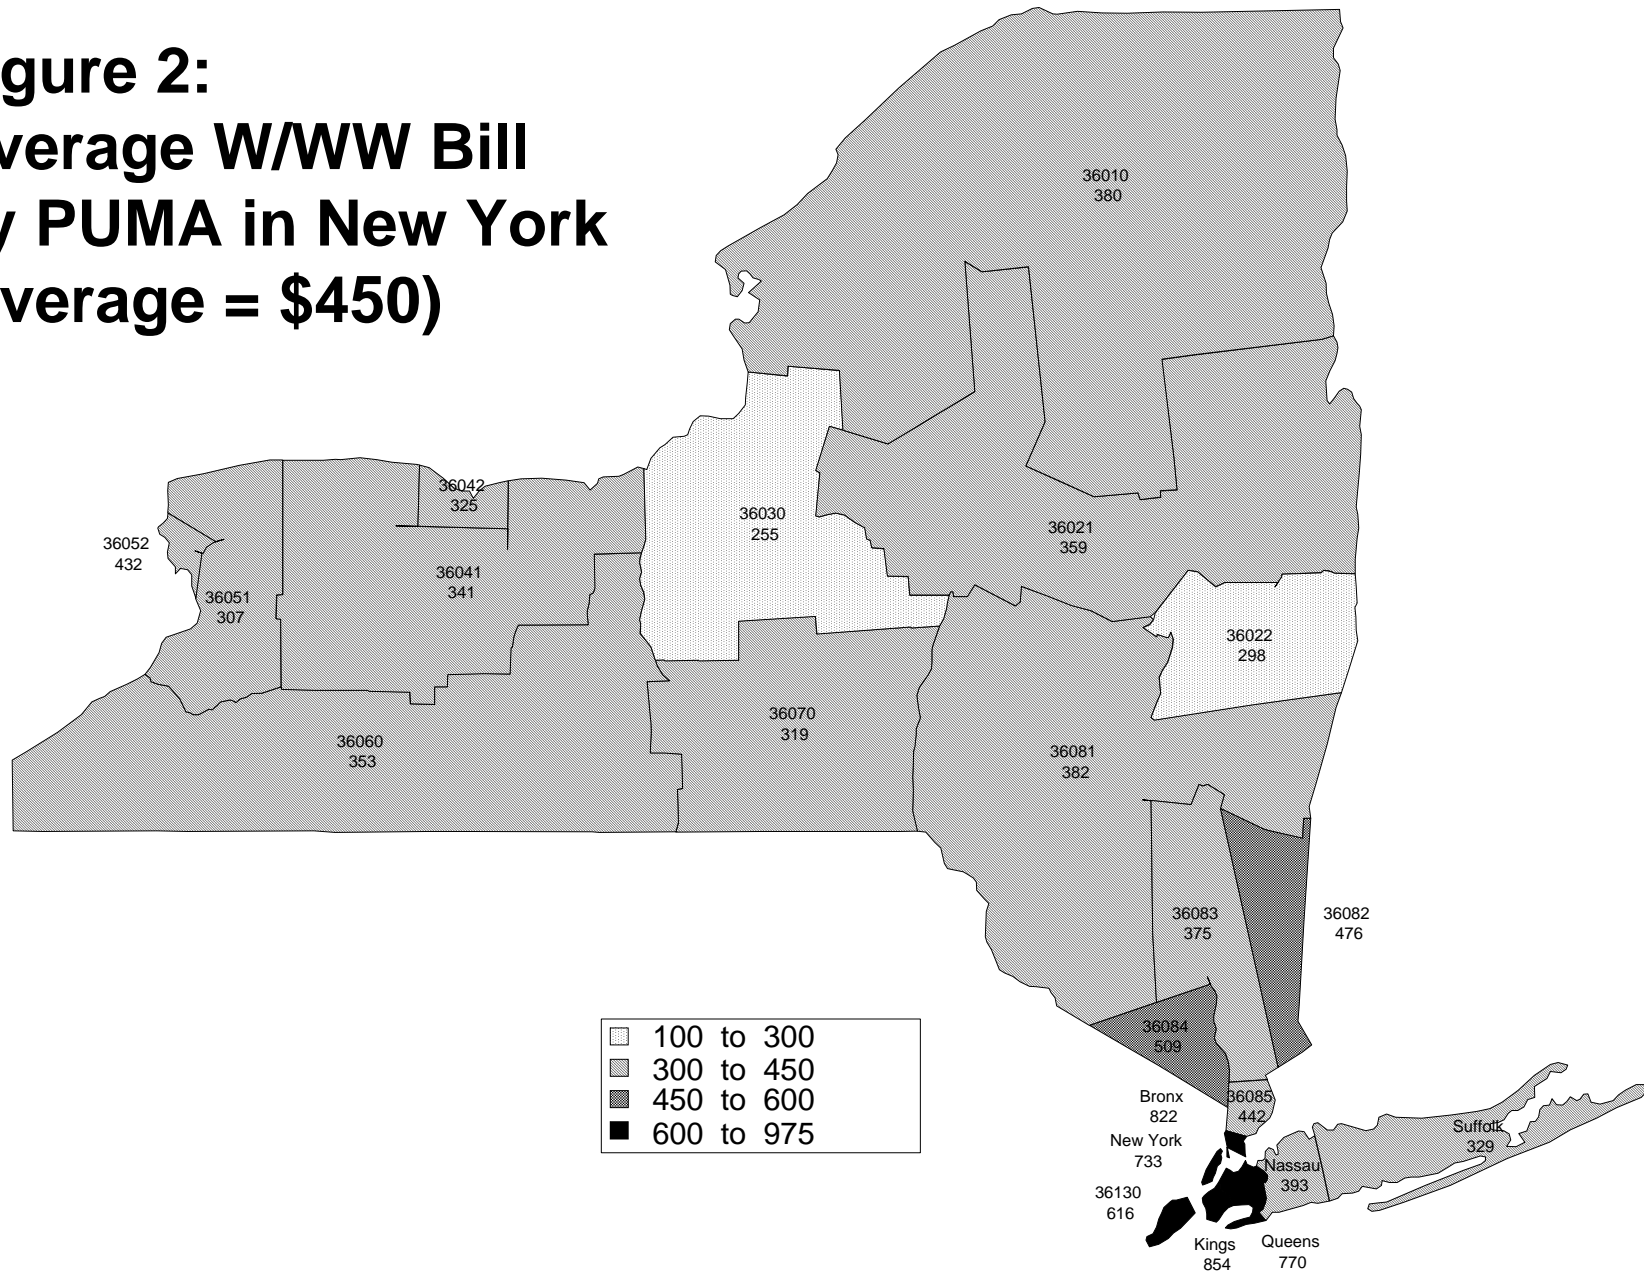 gure 2:
verage W/WW Bill
y PUMA in New York
verage = $450)
36010
380
36042
325
36030
255
36021
359
36052
432
36041
341
36051
307
36022
298
36070
319
36060
353
36081
382
36083
375
36082
476
36084
509
100 to 300
300 to 450
450 to 600
600 to 975
Bronx
822
36085
442
New York
733
Suffolk
329
Nassau
393
36130
616
Kings
854
Queens
770